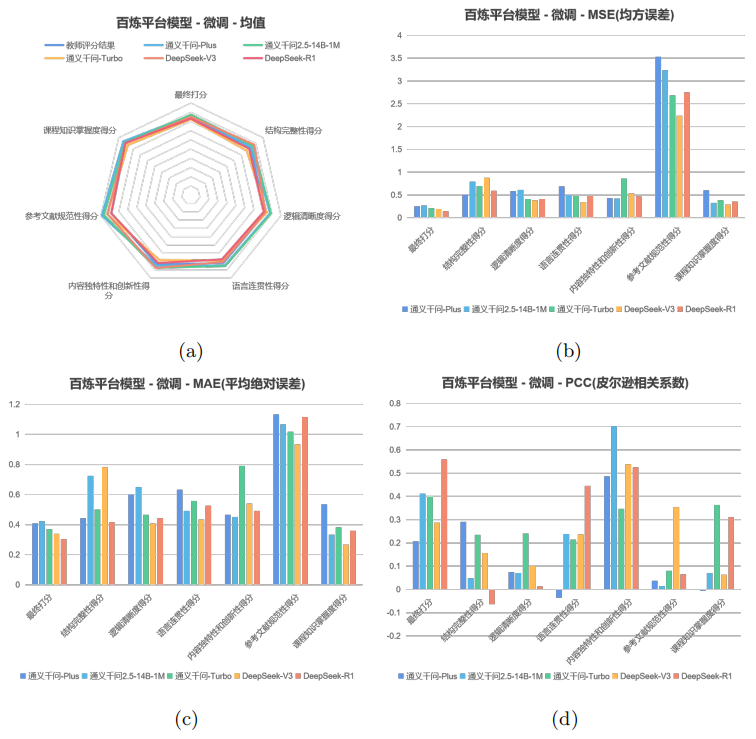 百炼平台模型 - 微调 - 均值
教师评分结果 通义千问-Plus 通义千问2.5-14B-1M
通义千问-Turbo DeepSeek-V3 DeepSeek-R1
最终打分
课程知识掌握度得分 结构完整性得分
参考文献规范性得分 逻辑清晰度得分
内容独特性和创新性得
分
语言连贯性得分
(a)
百炼平台模型 - 微调 - MSE(均方误差)
4
3.5
3
2.5
2
1.5
1
0.5
0
最终打分
结构完整性得分
逻辑清晰度得分
语言连贯性得分
内容独特性和创新性得分
参考文献规范性得分
课程知识掌握度得分
通义千问-Plus 通义千问2.5-14B-1M 通义千问-Turbo DeepSeek-V3 DeepSeek-R1
(b)
百炼平台模型 - 微调 - MAE(平均绝对误差)
1.2
1
0.8
0.6
0.4
0.2
0
最终打分
结构完整性得分
逻辑清晰度得分
语言连贯性得分
内容独特性和创新性得分
参考文献规范性得分
课程知识掌握度得分
通义千问-Plus 通义千问2.5-14B-1M 通义千问-Turbo DeepSeek-V3 DeepSeek-R1
(c)
百炼平台模型 - 微调 - PCC(皮尔逊相关系数)
0.8
0.7
0.6
0.5
0.4
0.3
0.2
0.1
0
-0.1
-0.2
最终打分
结构完整性得分
逻辑清晰度得分
语言连贯性得分
内容独特性和创新性得分
参考文献规范性得分
课程知识掌握度得分
通义千问-Plus 通义千问2.5-14B-1M 通义千问-Turbo DeepSeek-V3 DeepSeek-R1
(d)